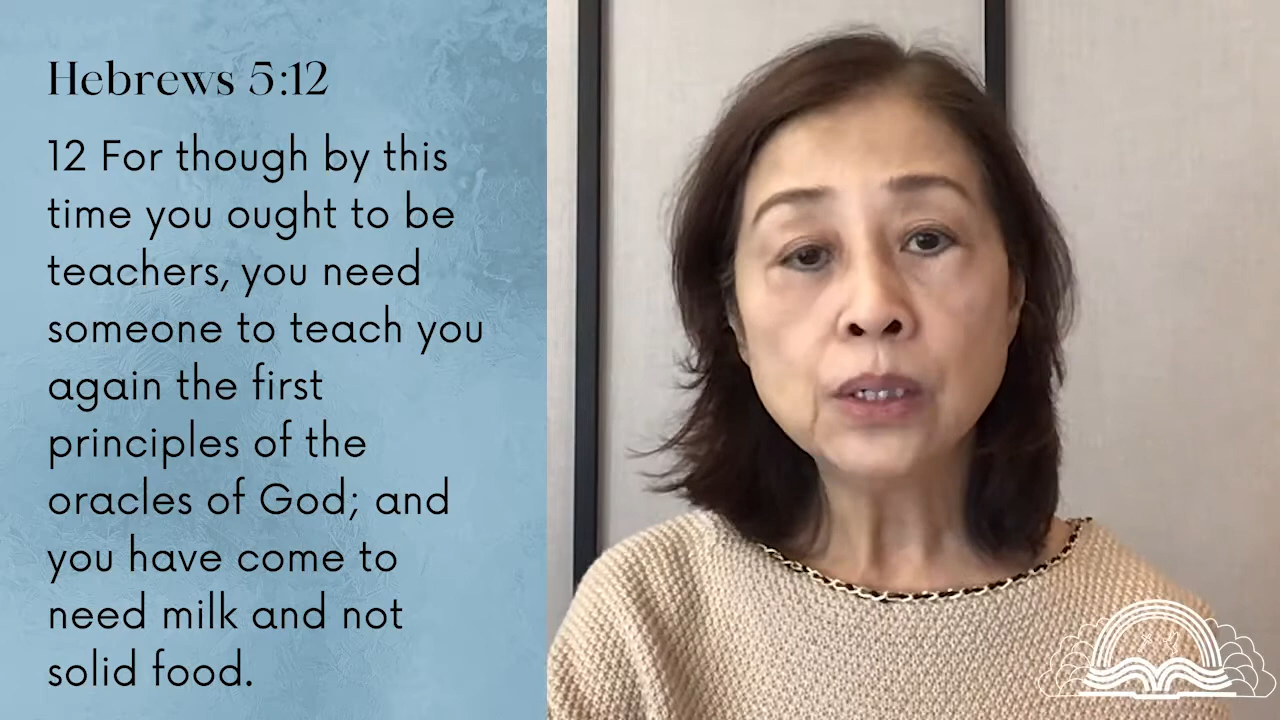 Hebrews 5:12
12 For though by this
time you ought to be
teachers, you need
someone to teach you
again the first
principles of the
oracles of God; and
you have come to
need milk and not
solid food.